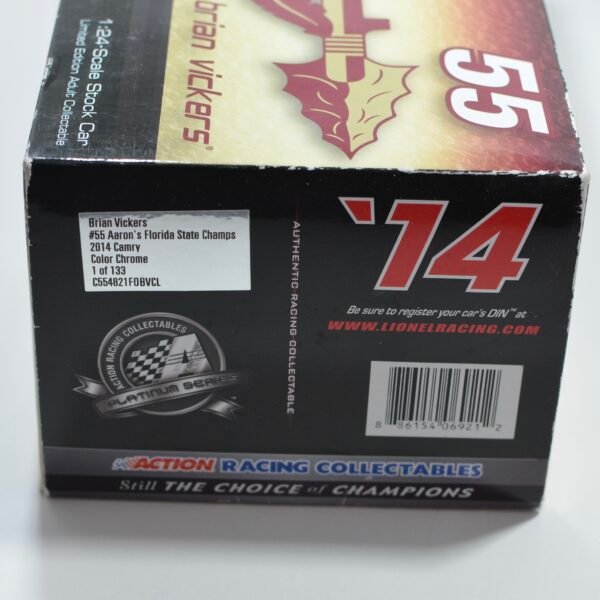 1:24-Scale Stock Car
Limited Edition Adult Collectable
brian vickers®
55
Brian Vickers
#55 Aaron's Florida State Champs
2014 Camry
Color Chrome
1 of 133
C554821FOBVCL
ACTION RACING COLLECTABLES
PLATINUM SERIES
AUTHENTIC RACING COLLECTABLE
'14
Be sure to register your car's DIN™ at
WWW.LIONELRACING.COM
8 86154 06921 2
ACTION RACING COLLECTABLES
Still THE CHOICE of CHAMPIONS